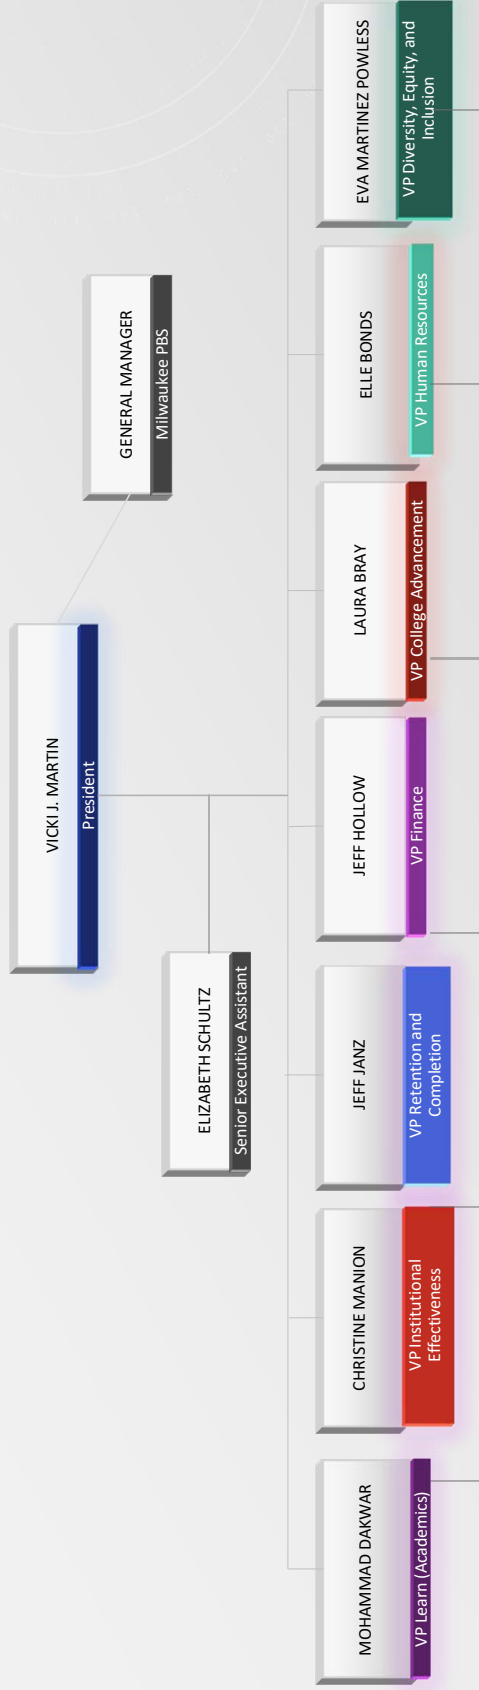 VICKI J. MARTIN
President
GENERAL MANAGER
Milwaukee PBS
ELIZABETH SCHULTZ
Senior Executive Assistant
MOHAMMAD DAKWAR
VP Learn (Academics)
CHRISTINE MANION
VP Institutional
Effectiveness
JEFF JANZ
VP Retention and
Completion
JEFF HOLLOW
VP Finance
LAURA BRAY
VP College Advancement
ELLE BONDS
VP Human Resources
EVA MARTINEZ POWLESS
VP Diversity, Equity, and
Inclusion